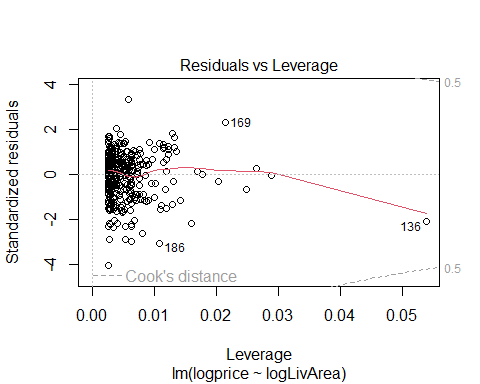 Residuals vs Leverage
Standardized residuals
4
2
0
-2
-4
0.5
0.5
169
136
186
Cook's distance
0.00 0.01 0.02 0.03 0.04 0.05
Leverage
lm(logprice ~ logLivArea)